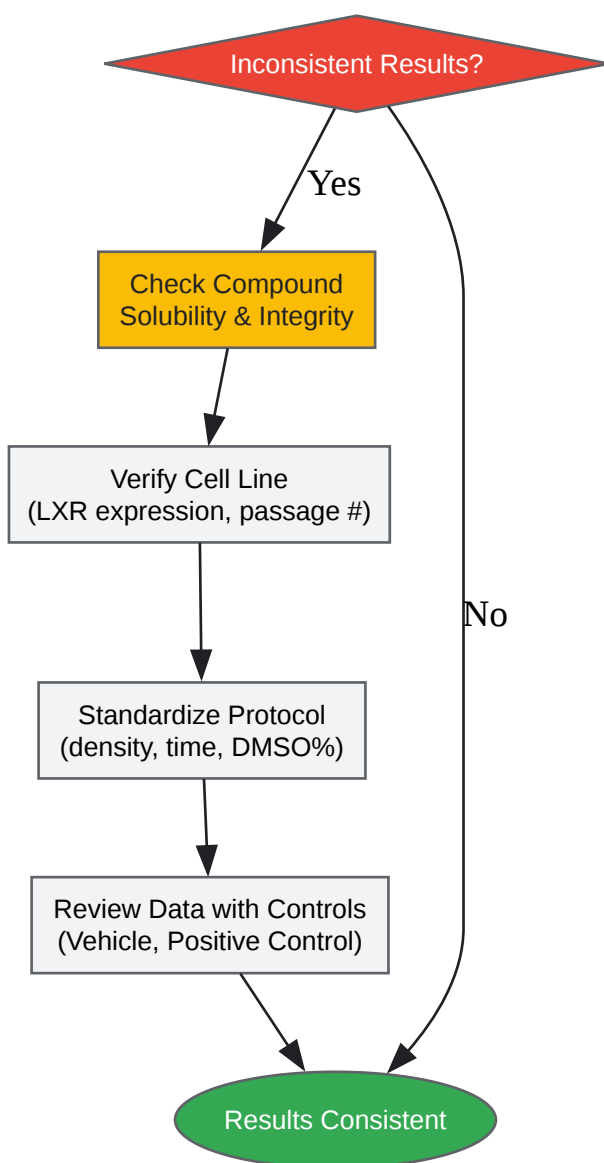 Inconsistent Results?
Yes
Check Compound
Solubility & Integrity
Verify Cell Line
(LXR expression, passage #)
No
Standardize Protocol
(density, time, DMSO%)
Review Data with Controls
(Vehicle, Positive Control)
Results Consistent